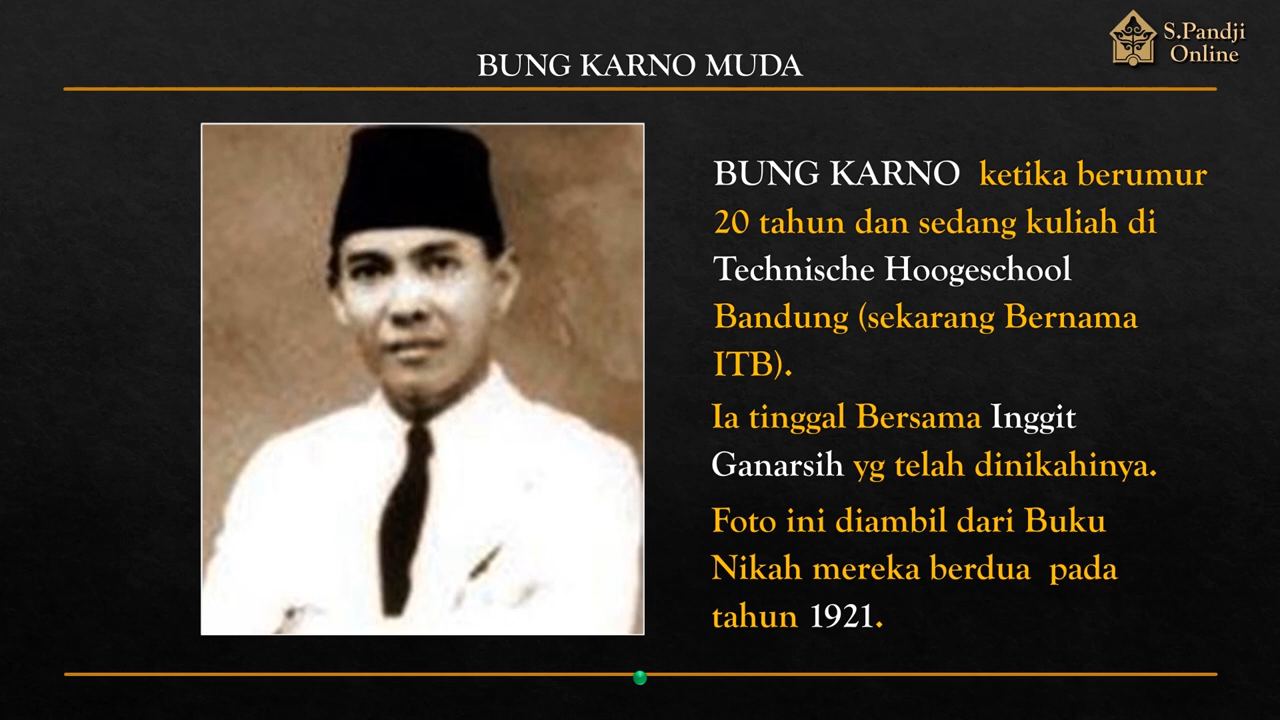 S.Pandji
Online
BUNG KARNO MUDA
BUNG KARNO ketika berumur
20 tahun dan sedang kuliah di
Technische Hoogeschool
Bandung (sekarang Bernama
ITB).
Ia tinggal Bersama Inggit
Ganarsih yg telah dinikahinya.
Foto ini diambil dari Buku
Nikah mereka berdua pada
tahun 1921.